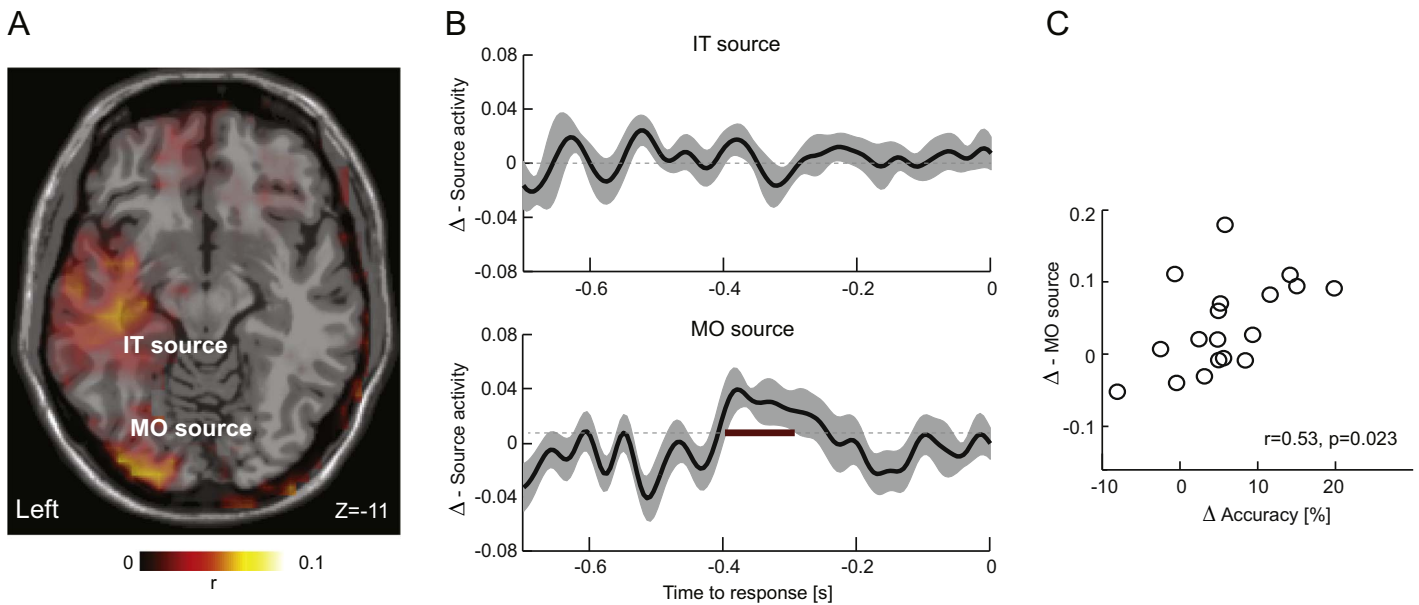 A
IT source
MO source
Left
Z=-11
0
0.1
r
B
IT source
0.08
0.04
0
-0.04
-0.08
Δ - Source activity
-0.6
-0.4
-0.2
0
MO source
0.08
0.04
0
-0.04
-0.08
Δ - Source activity
-0.6
-0.4
-0.2
0
Time to response [s]
C
0.2
0.1
0
-0.1
Δ - MO source
r=0.53, p=0.023
-10
0
10
20
Δ Accuracy [%]